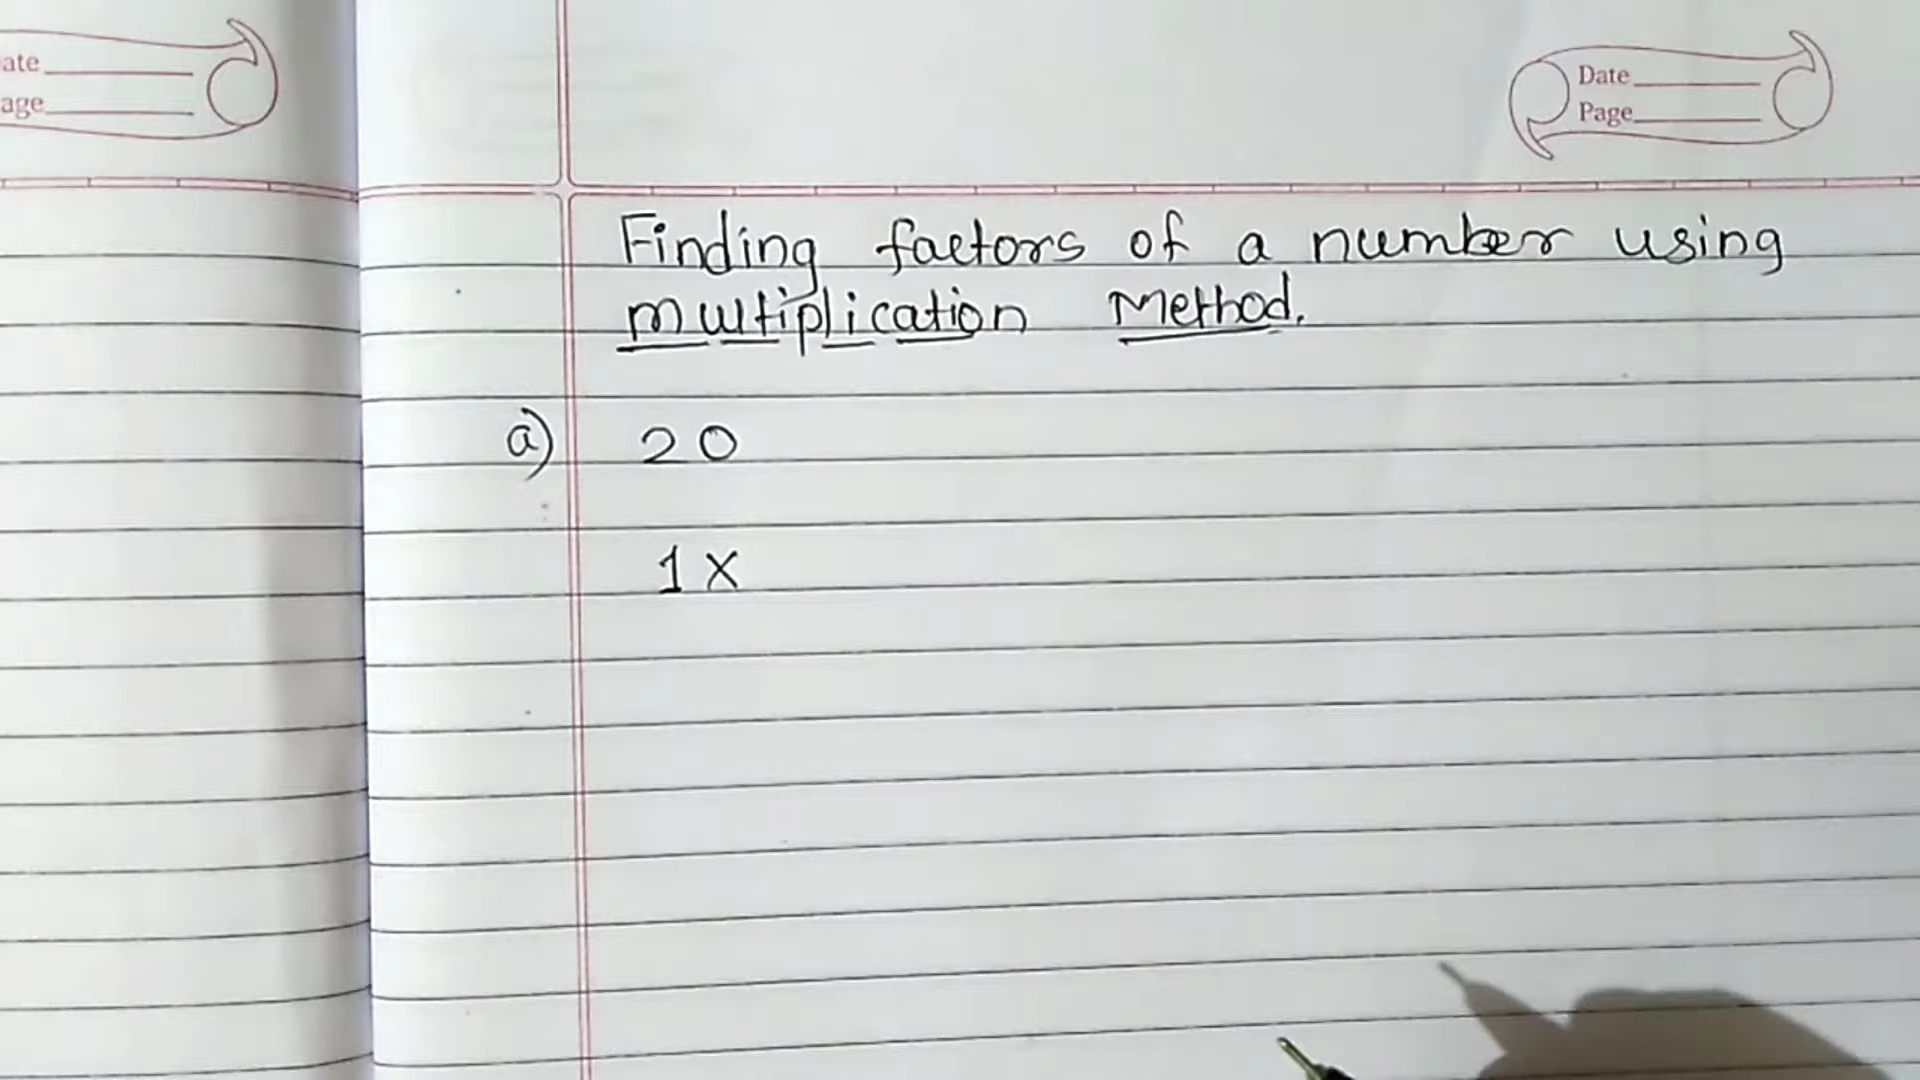 ate
age
Date
Page
Finding factors of a number using
multiplication Method.
a) 20
1 X